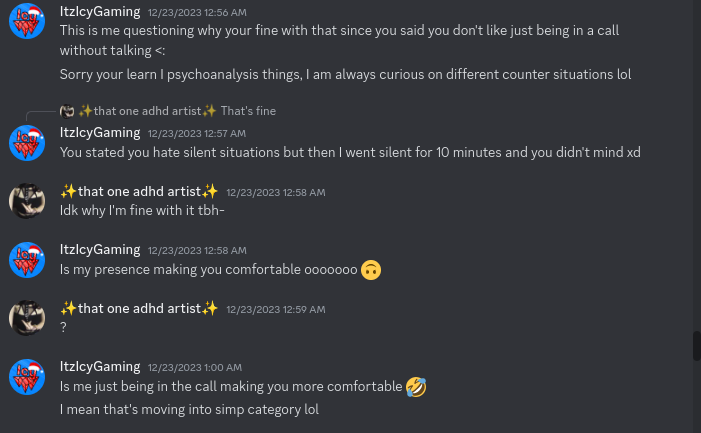 ItzIcyGaming 12/23/2023 12:56 AM
This is me questioning why your fine with that since you said you don't like just being in a call
without talking <:
Sorry your learn I psychoanalysis things, I am always curious on different counter situations lol
✨that one adhd artist✨ That's fine
ItzIcyGaming 12/23/2023 12:57 AM
You stated you hate silent situations but then I went silent for 10 minutes and you didn't mind xd
✨that one adhd artist✨ 12/23/2023 12:58 AM
Idk why I'm fine with it tbh-
ItzIcyGaming 12/23/2023 12:58 AM
Is my presence making you comfortable ooooooo 🙃
✨that one adhd artist✨ 12/23/2023 12:59 AM
?
ItzIcyGaming 12/23/2023 1:00 AM
Is me just being in the call making you more comfortable 🤣
I mean that's moving into simp category lol